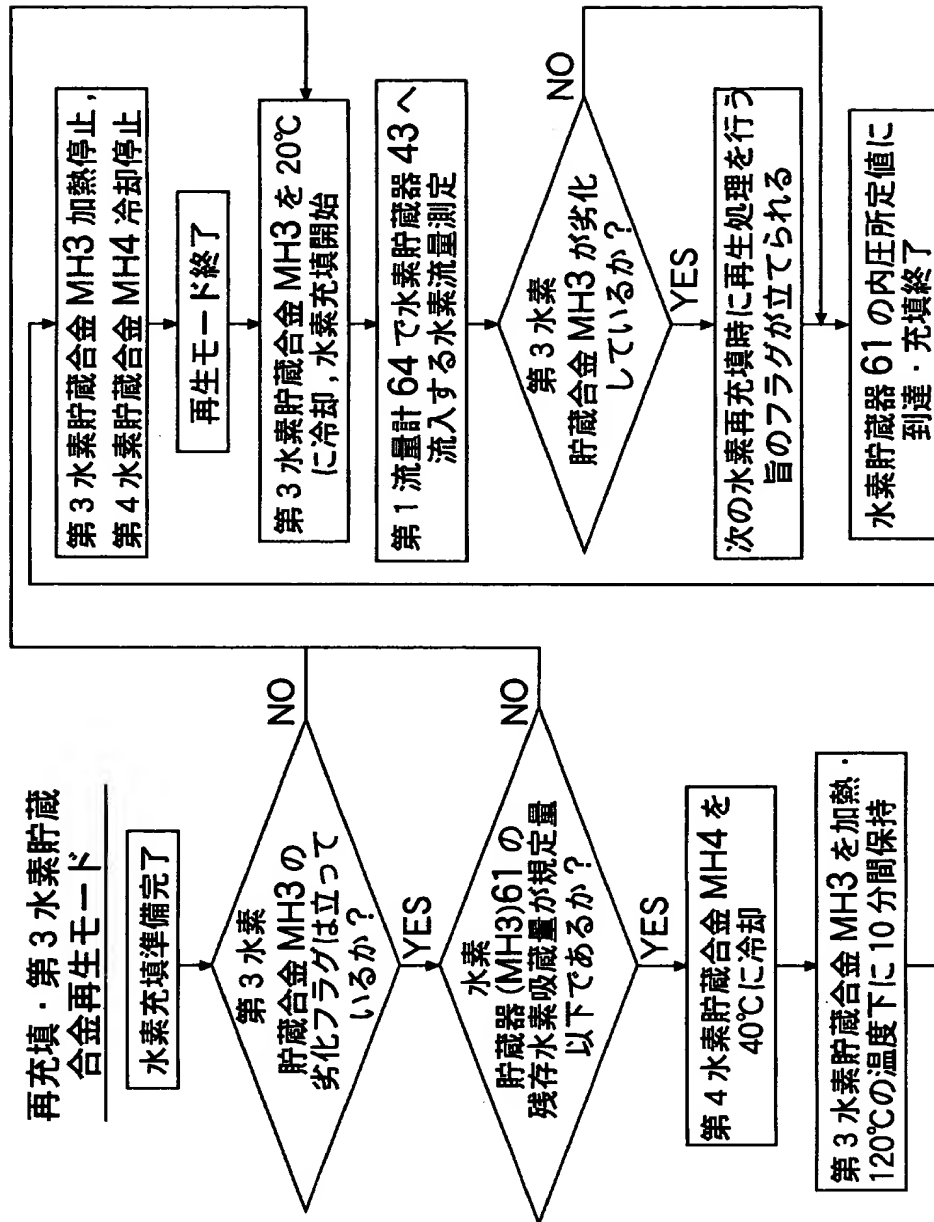 再充填・第3水素貯蔵
合金再生モード
水素充填準備完了
第3水素
貯蔵合金MH3の
劣化フラグは立って
いるか?
NO
YES
水素
貯蔵器(MH3)61の
残存水素吸蔵量が規定量
以下であるか?
NO
YES
第4水素貯蔵合金MH4を
40℃に冷却
第3水素貯蔵合金MH3を加熱・
120℃の温度下に10分間保持
第3水素貯蔵合金MH3加熱停止,
第4水素貯蔵合金MH4冷却停止
再生モード終了
第3水素貯蔵合金MH3を20℃
に冷却,水素充填開始
第1流量計64で水素貯蔵器43へ
流入する水素流量測定
第3水素
貯蔵合金MH3が劣化
しているか?
NO
YES
次の水素再充填時に再生処理を行う
旨のフラグが立てられる
水素貯蔵器61の内圧所定値に
到達・充填終了